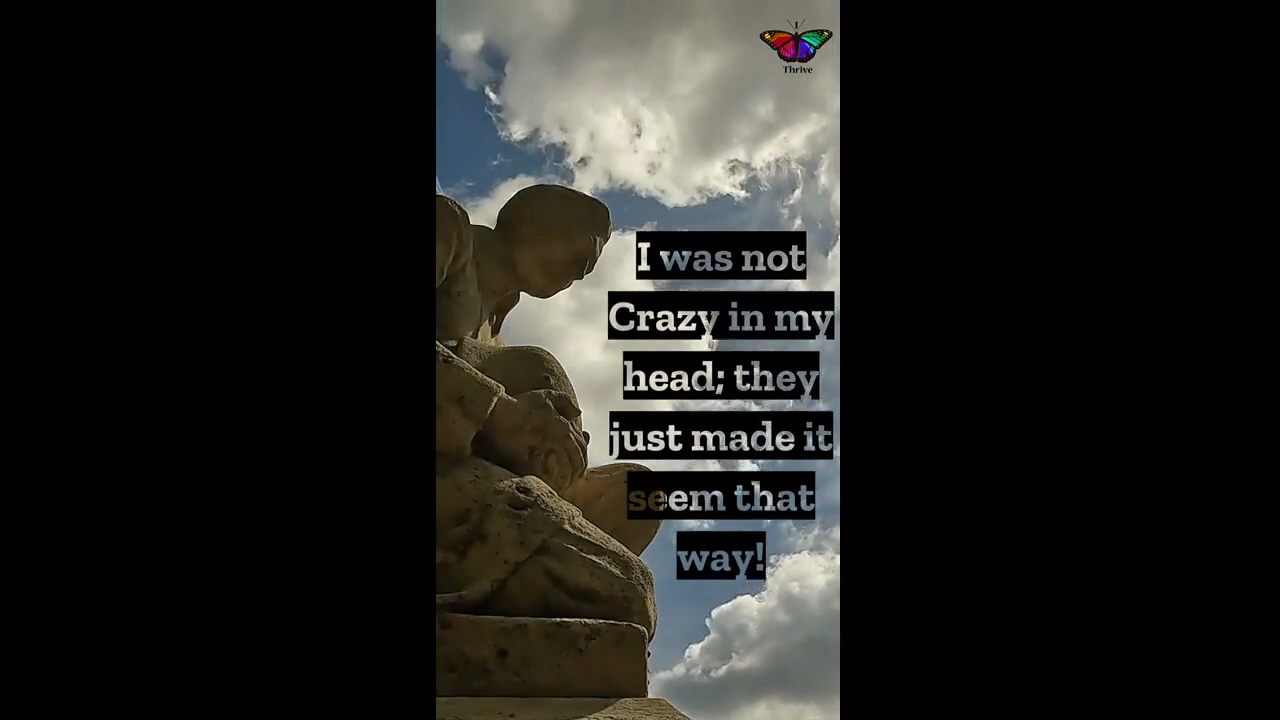 I
Thrive
I was not
Crazy in my
head; they
just made it
seem that
way!